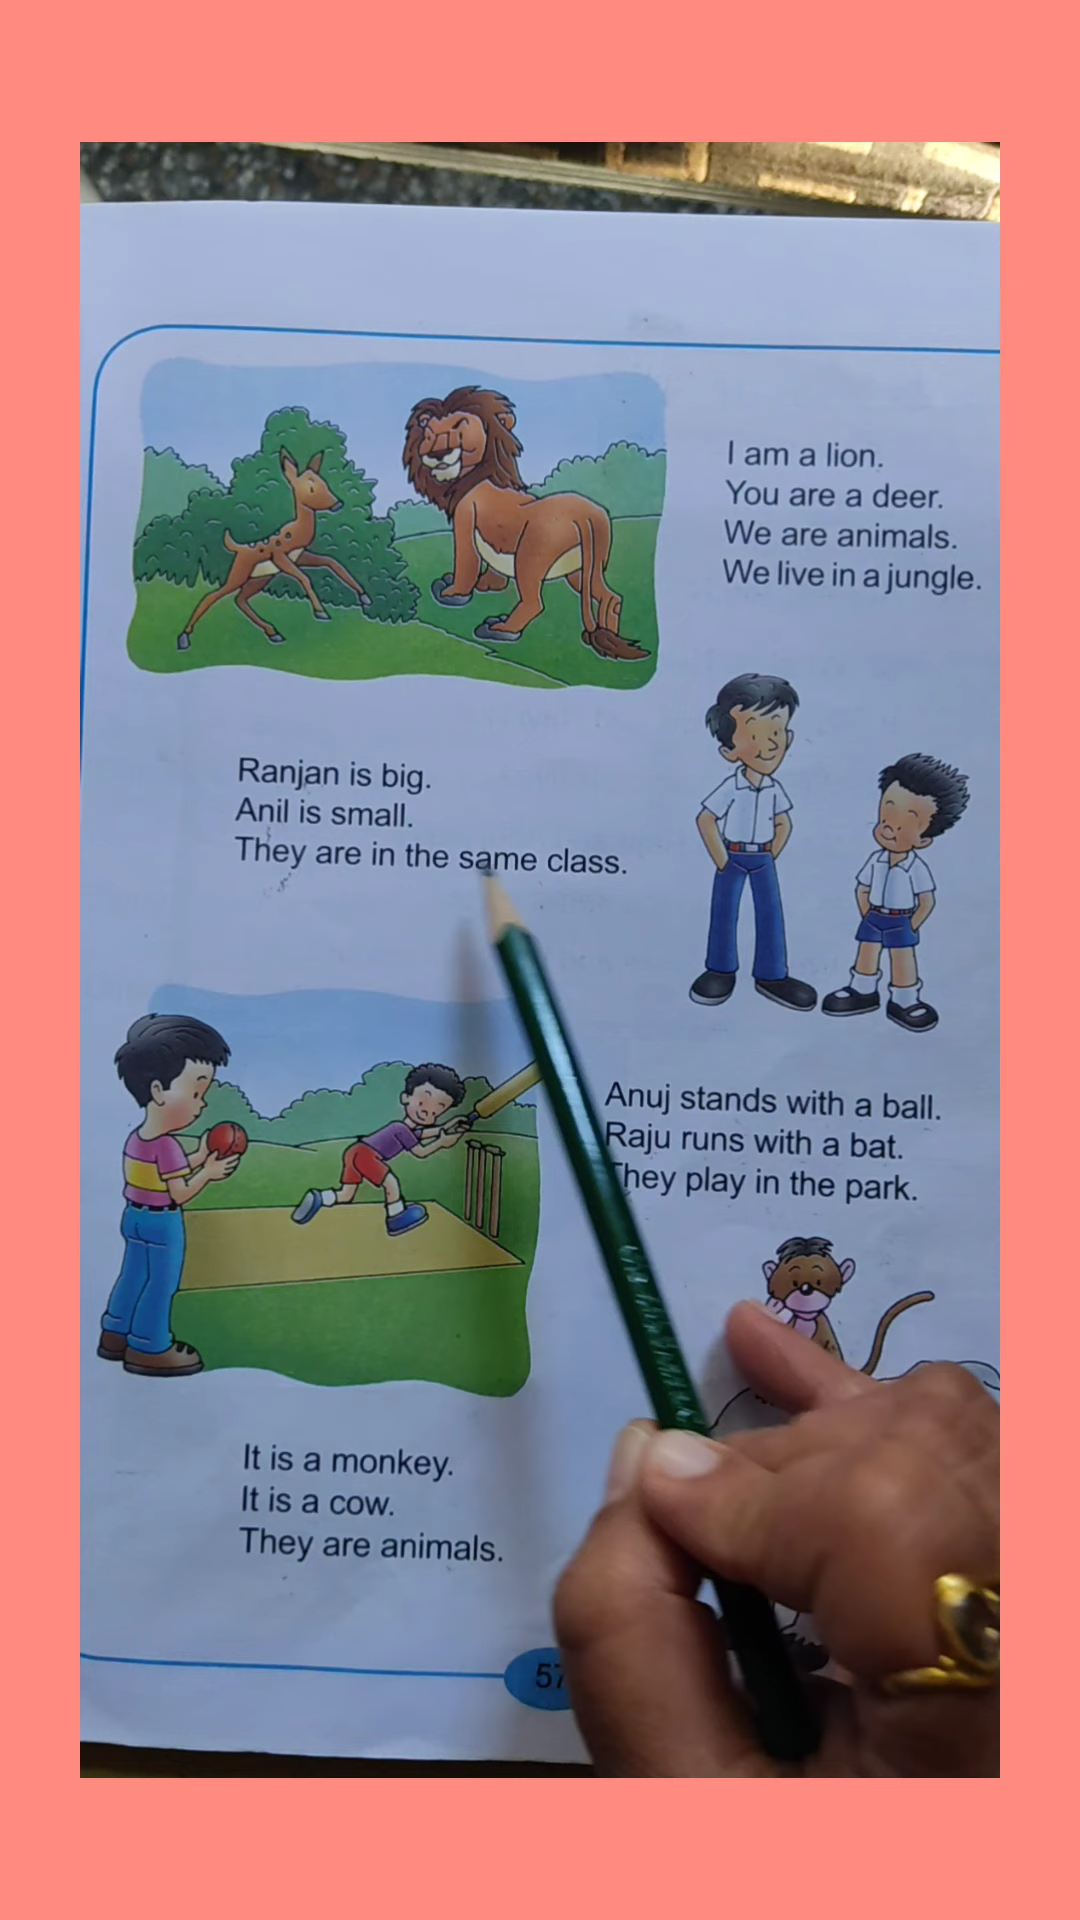 I am a lion.
You are a deer.
We are animals.
We live in a jungle.
Ranjan is big.
Anil is small.
They are in the same class.
Anuj stands with a ball.
Raju runs with a bat.
They play in the park.
It is a monkey.
It is a cow.
They are animals.
57